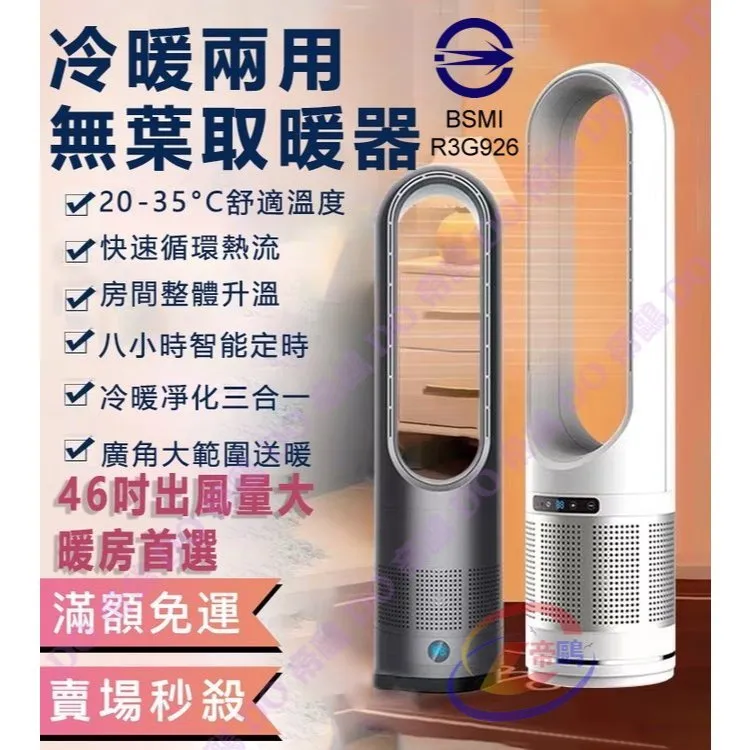 冷暖兩用
無葉取暖器
BSMI
R3G926
20-35°C舒適溫度
快速循環熱流
房間整體升溫
八小時智能定時
冷暖凈化三合一
廣角大範圍送暖
46吋出風量大
暖房首選
滿額免運
賣場秒殺
帝鷗